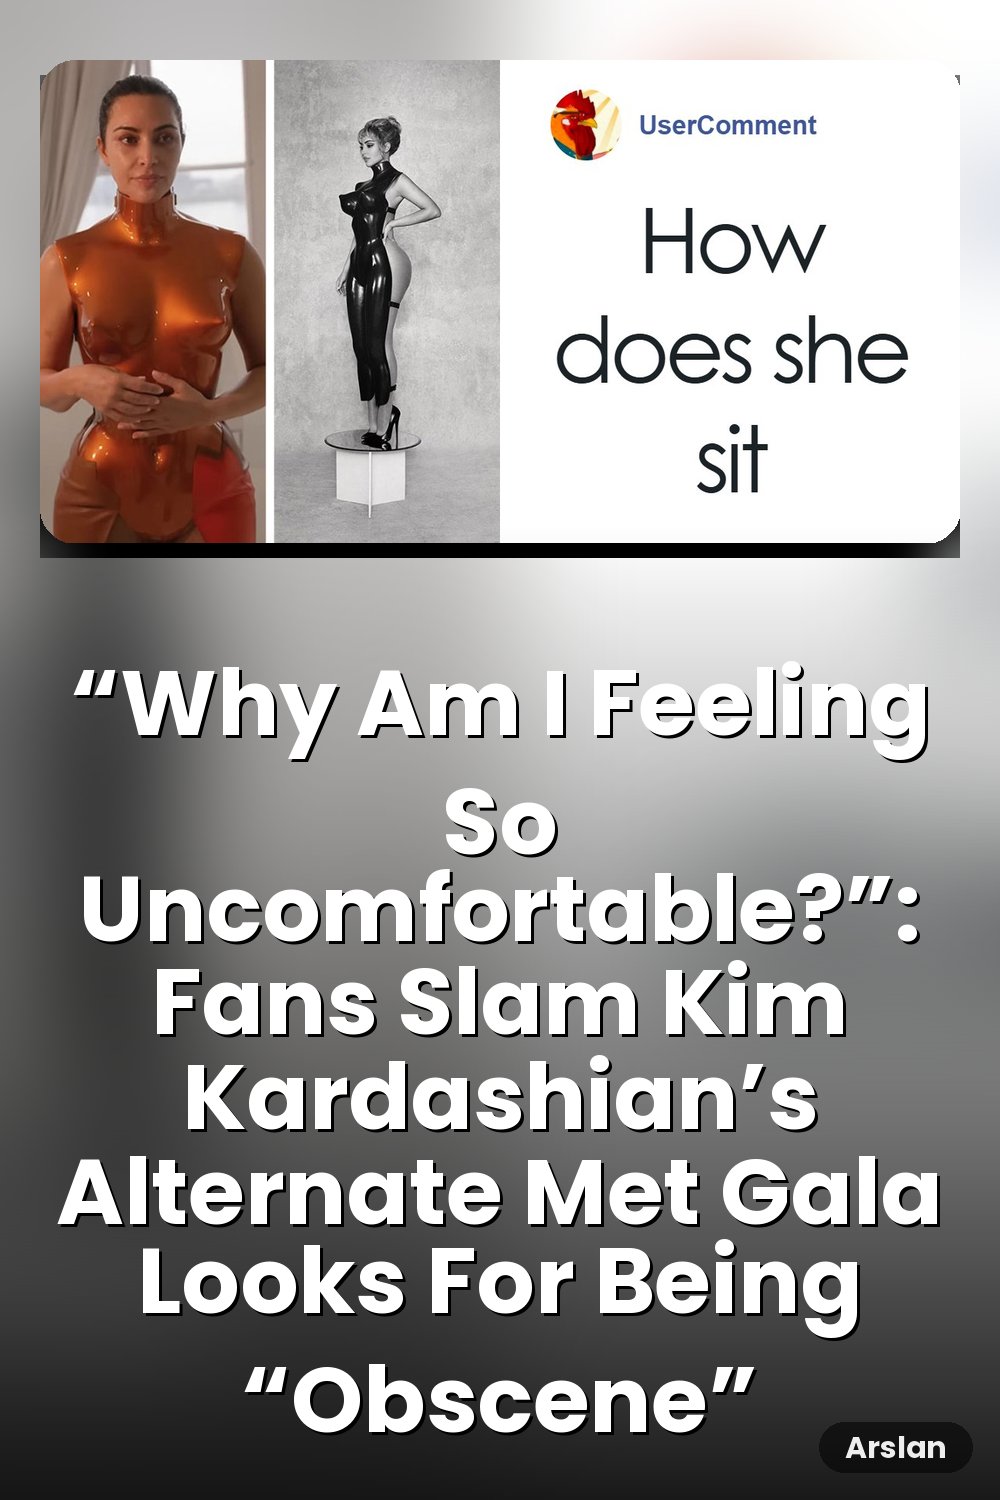 UserComment
How
does she
sit
“Why Am I Feeling
So
Uncomfortable?”:
Fans Slam Kim
Kardashian’s
Alternate Met Gala
Looks For Being
“Obscene”
Arslan